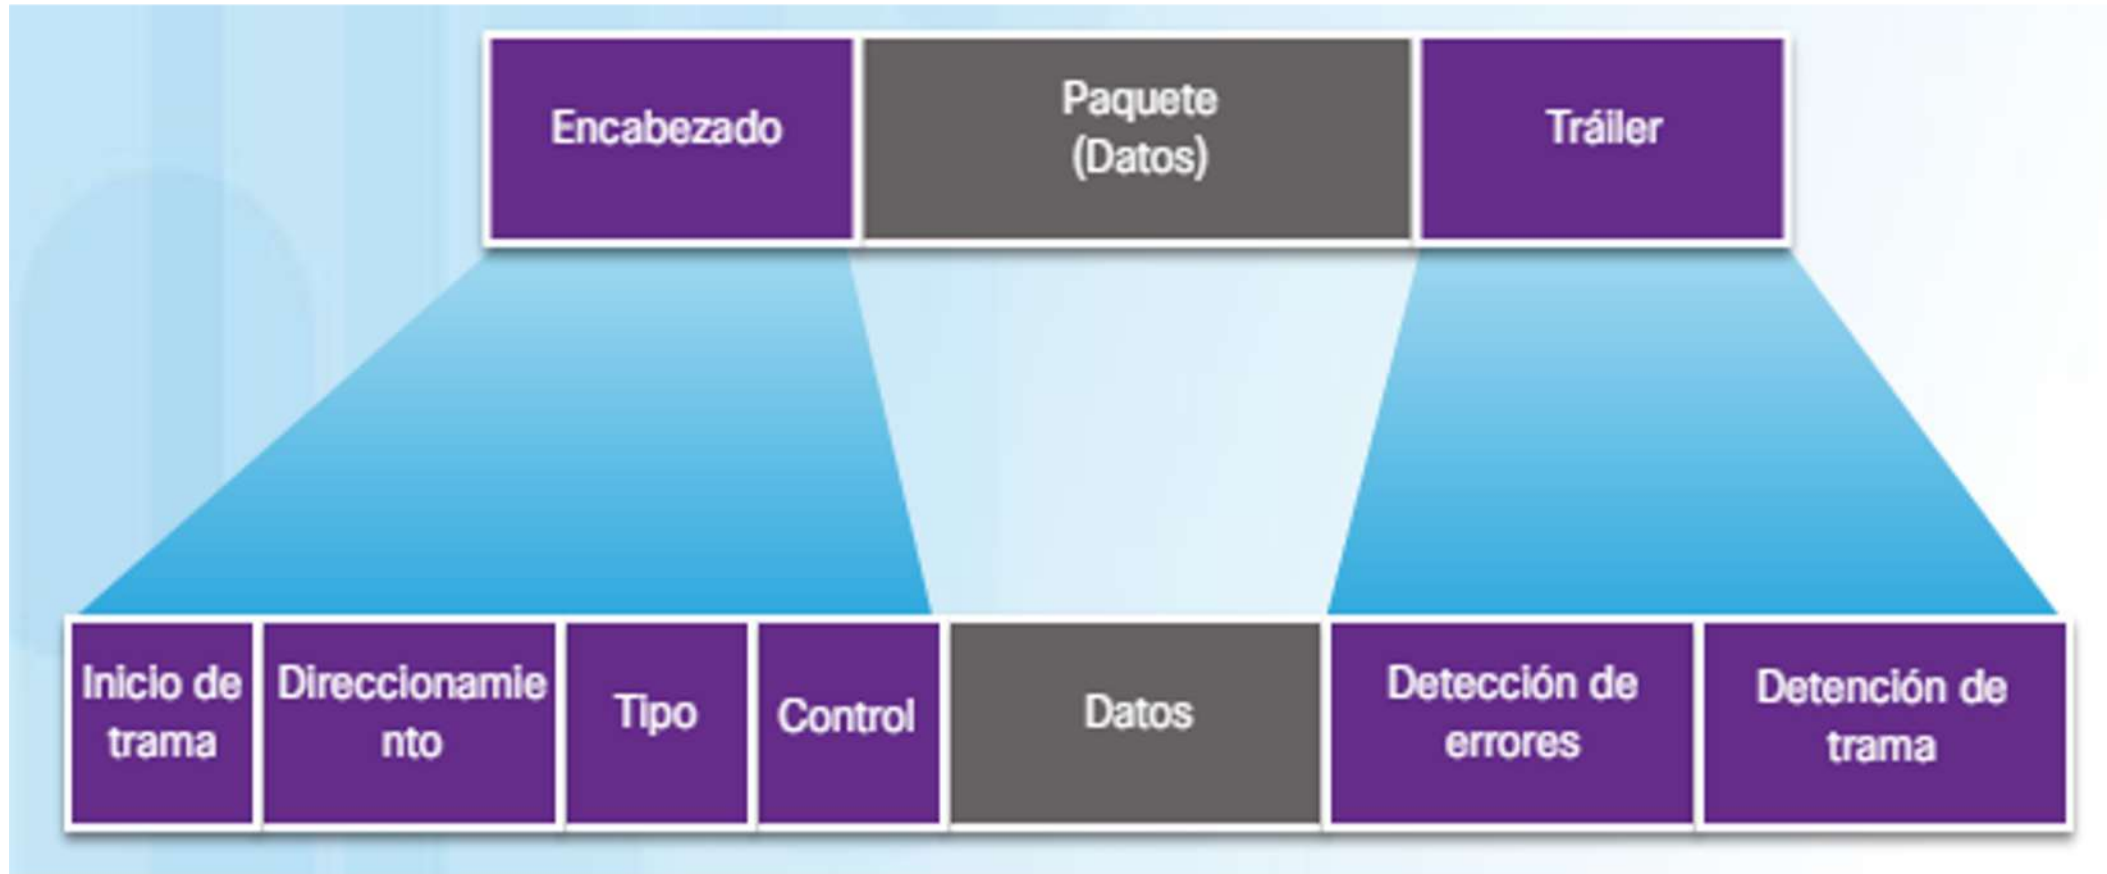 Encabezado
Paquete
(Datos)
Tráiler
Inicio de
trama
Direccionamie
nto
Tipo
Control
Datos
Detección de
errores
Detención de
trama